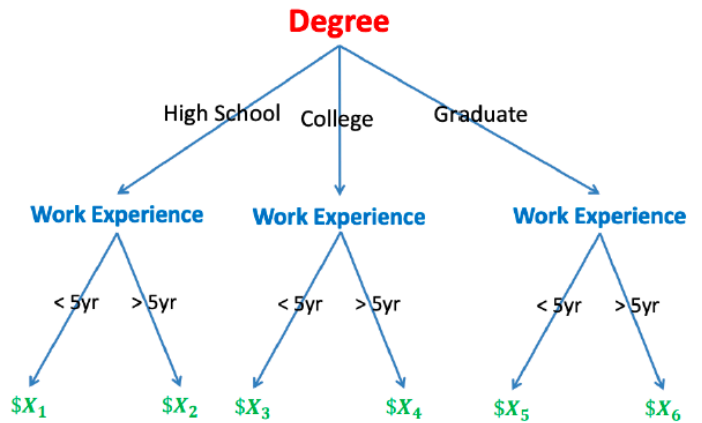 Degree
High School College Graduate
Work Experience Work Experience Work Experience
< 5yr > 5yr < 5yr > 5yr < 5yr > 5yr
$X₁ $X₂ $X₃ $X₄ $X₅ $X₆